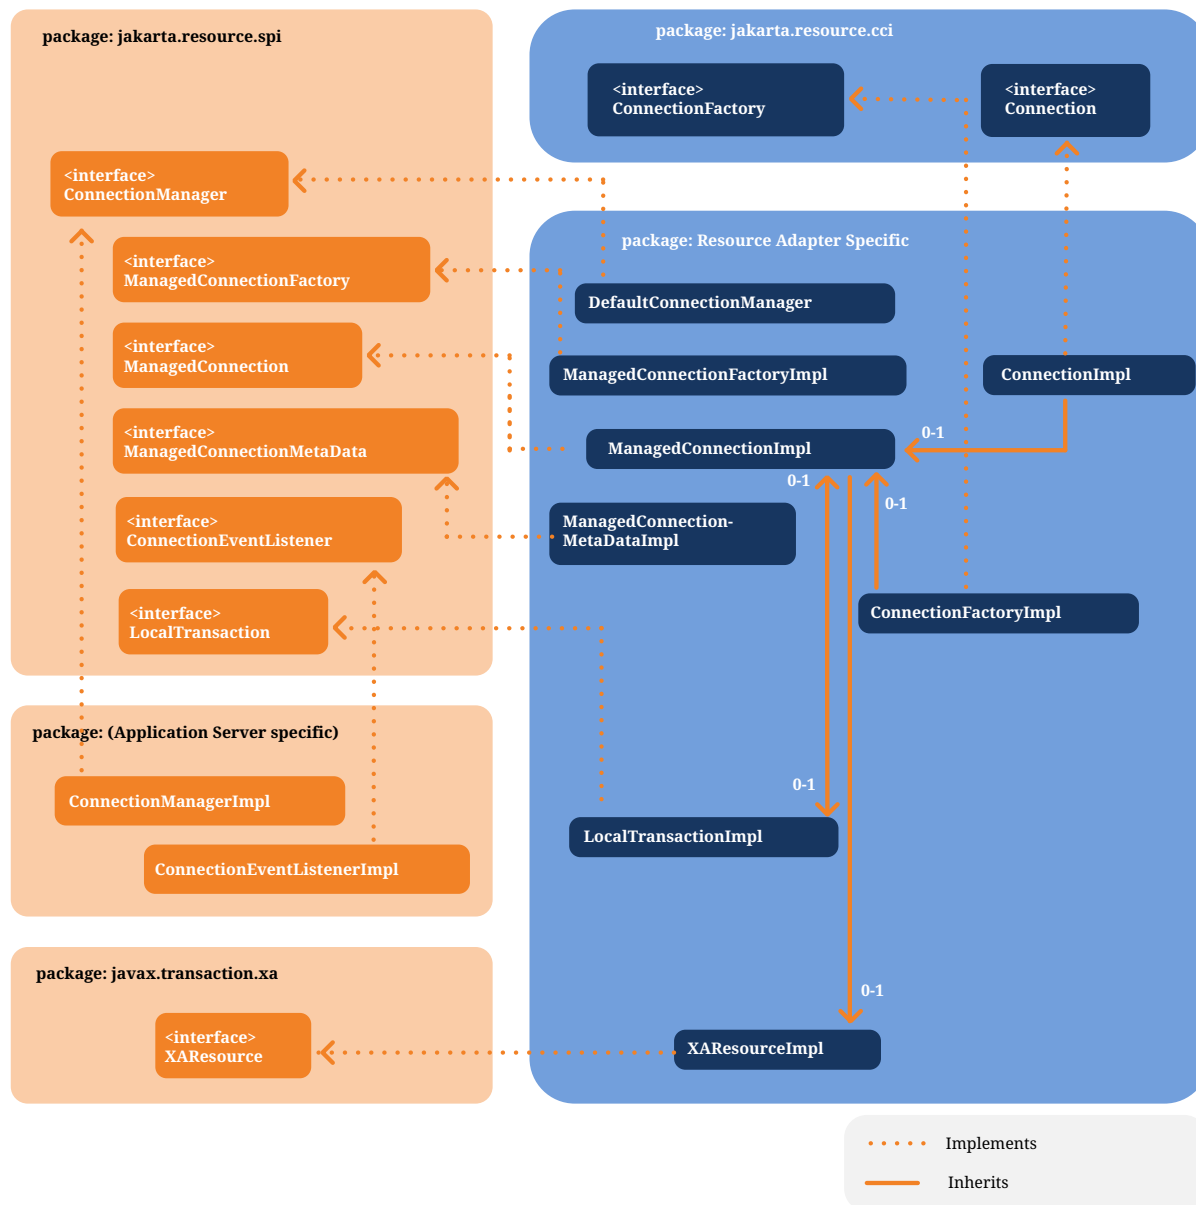 package: jakarta.resource.spi
<interface>
ConnectionManager
<interface>
ManagedConnectionFactory
<interface>
ManagedConnection
<interface>
ManagedConnectionMetaData
<interface>
ConnectionEventListener
<interface>
LocalTransaction
package: (Application Server specific)
ConnectionManagerImpl
ConnectionEventListenerImpl
package: javax.transaction.xa
<interface>
XAResource
package: jakarta.resource.cci
<interface>
ConnectionFactory
<interface>
Connection
package: Resource Adapter Specific
DefaultConnectionManager
ManagedConnectionFactoryImpl
ConnectionImpl
0-1
ManagedConnectionImpl
0-1
0-1
ManagedConnection-
MetaDataImpl
ConnectionFactoryImpl
0-1
LocalTransactionImpl
0-1
XAResourceImpl
Implements
Inherits